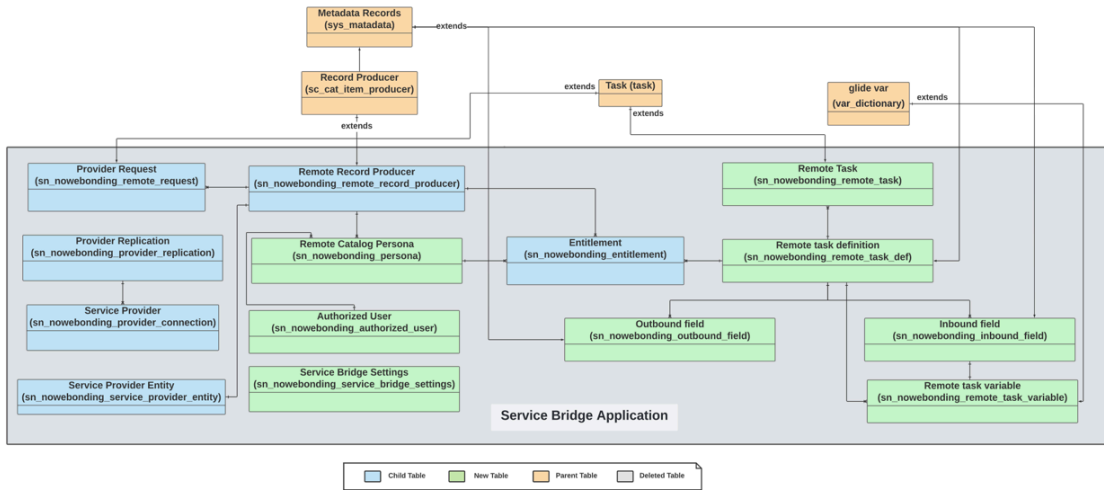 Metadata Records
(sys_matadata)
extends
Record Producer
(sc_cat_item_producer)
extends
extends
Task (task)
extends
glide var
(var_dictionary)
extends
Provider Request
(sn_nowebonding_remote_request)
Remote Record Producer
(sn_nowebonding_remote_record_producer)
Remote Task
(sn_nowebonding_remote_task)
Provider Replication
(sn_nowebonding_provider_replication)
Remote Catalog Persona
(sn_nowebonding_persona)
Entitlement
(sn_nowebonding_entitlement)
Remote task definition
(sn_nowebonding_remote_task_def)
Service Provider
(sn_nowebonding_provider_connection)
Authorized User
(sn_nowebonding_authorized_user)
Outbound field
(sn_nowebonding_outbound_field)
Inbound field
(sn_nowebonding_inbound_field)
Service Provider Entity
(sn_nowebonding_service_provider_entity)
Service Bridge Settings
(sn_nowebonding_service_bridge_settings)
Remote task variable
(sn_nowebonding_remote_task_variable)
Service Bridge Application
Child Table
New Table
Parent Table
Deleted Table